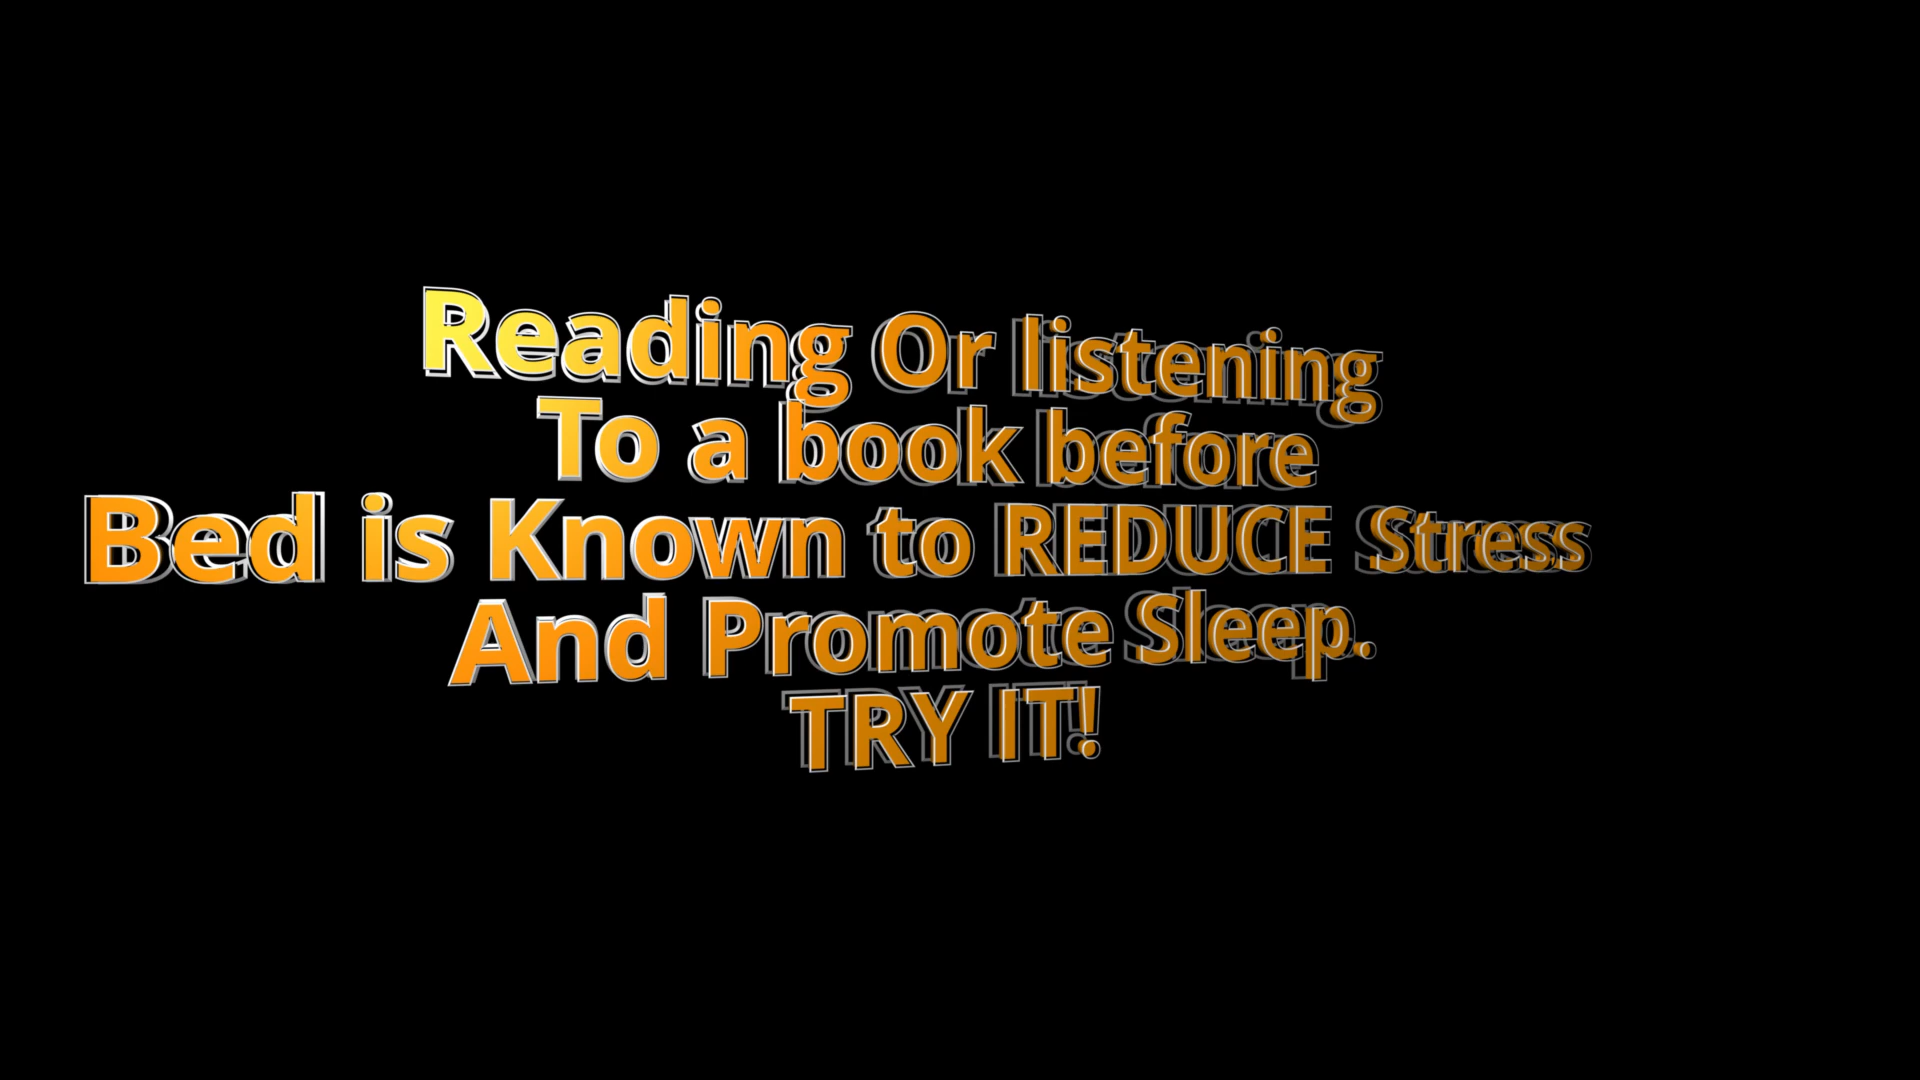 Reading Or listening
To a book before
Bed is Known to REDUCE Stress
And Promote Sleep.
TRY IT!